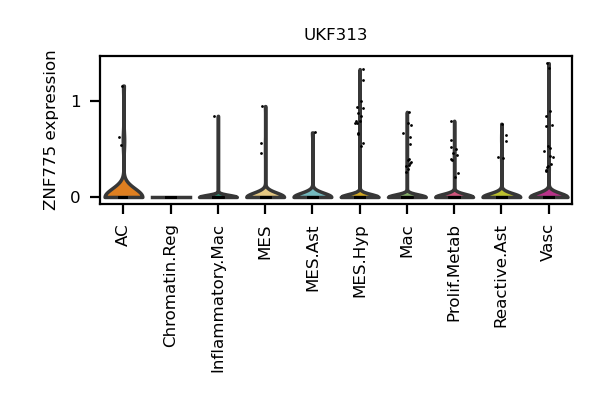 UKF313
ZNF775 expression
1
0
AC
Chromatin.Reg
Inflammatory.Mac
MES
MES.Ast
MES.Hyp
Mac
Prolif.Metab
Reactive.Ast
Vasc